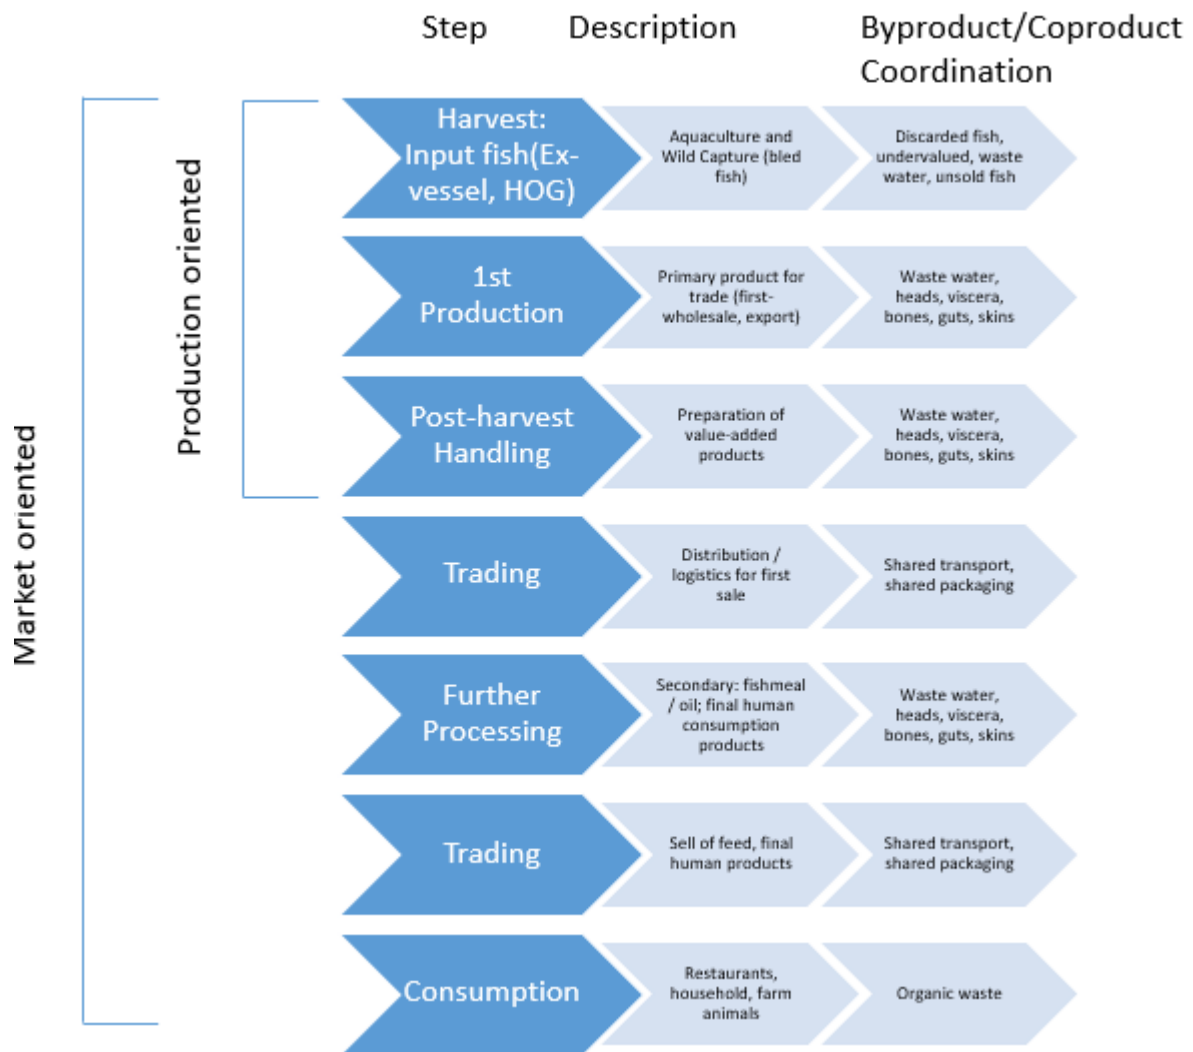 Step
Description
Byproduct/Coproduct
Coordination
Market oriented
Production oriented
Harvest:
Input fish(Ex-
vessel, HOG)
Aquaculture and
Wild Capture (bled
fish)
Discarded fish,
undervalued, waste
water, unsold fish
1st
Production
Primary product for
trade (first-
wholesale, export)
Waste water,
heads, viscera,
bones, guts, skins
Post-harvest
Handling
Preparation of
value-added
products
Waste water,
heads, viscera,
bones, guts, skins
Trading
Distribution /
logistics for first
sale
Shared transport,
shared packaging
Further
Processing
Secondary: fishmeal
/ oil; final human
consumption
products
Waste water,
heads, viscera,
bones, guts, skins
Trading
Sell of feed, final
human products
Shared transport,
shared packaging
Consumption
Restaurants,
household, farm
animals
Organic waste